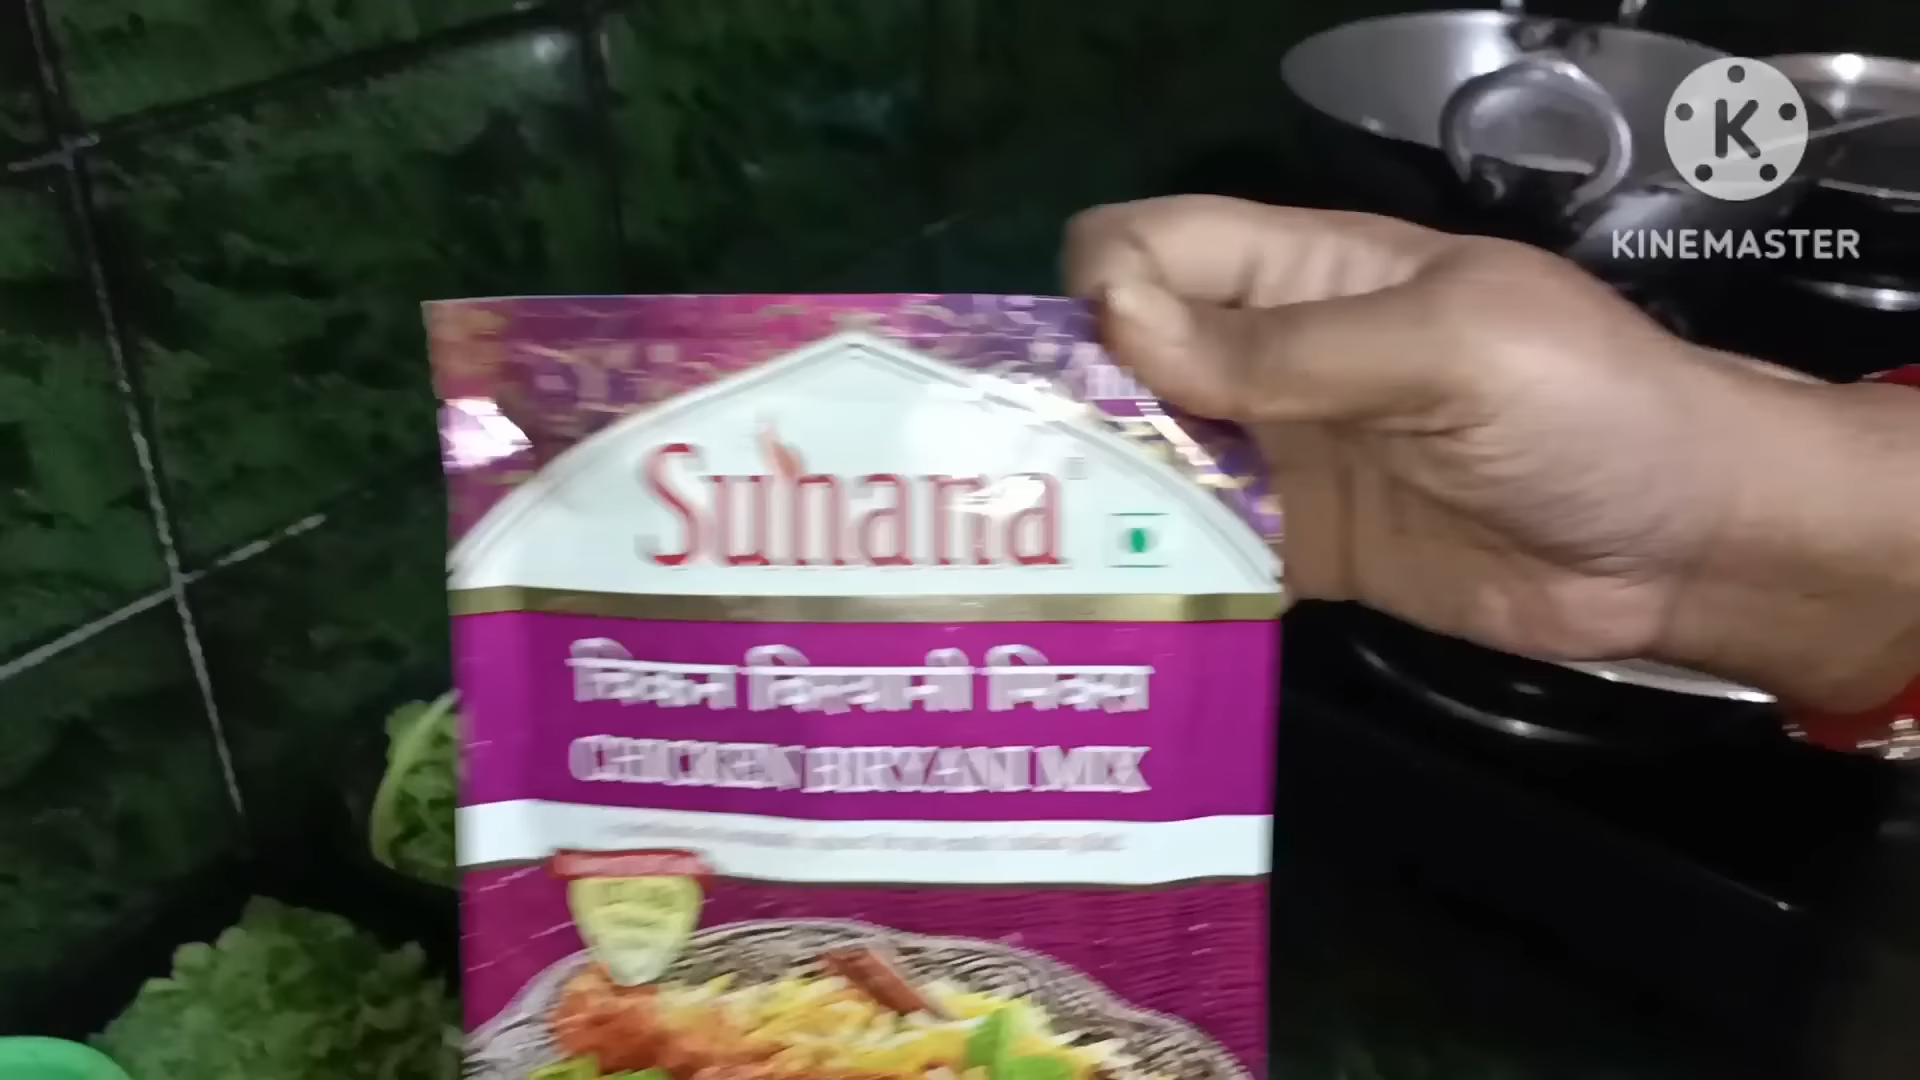 K
KINEMASTER
Suhana
चिकन बिरयानी मिक्स
CHICKEN BIRYANI MIX